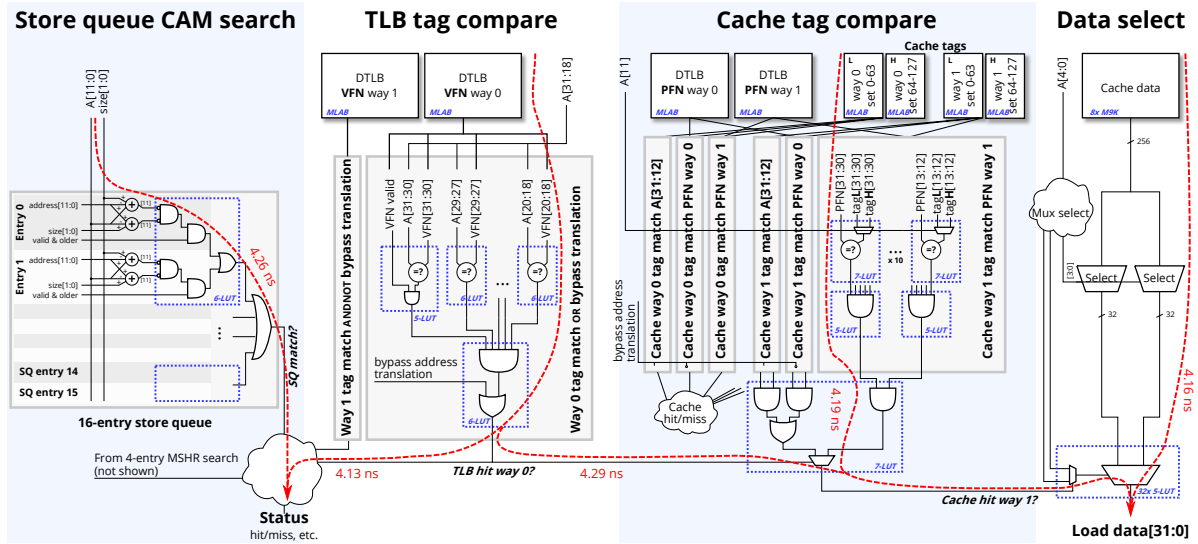 Store queue CAM search
TLB tag compare
Cache tag compare
Data select
A[11:0]
size[1:0]
Entry 0
address[11:0]
size[1:0]
valid & older
[11]
[11]
Entry 1
address[11:0]
size[1:0]
valid & older
[11]
[11]
6-LUT
4.26 ns
SQ match?
SQ entry 14
SQ entry 15
16-entry store queue
From 4-entry MSHR search
(not shown)
Status
hit/miss, etc.
4.13 ns
DTLB
VFN way 1
MLAB
DTLB
VFN way 0
MLAB
A[31:18]
Way 1 tag match ANDNOT bypass translation
VFN valid
A[31:30]
VFN[31:30]
A[29:27]
VFN[29:27]
A[20:18]
VFN[20:18]
=?
=?
=?
...
5-LUT
6-LUT
6-LUT
bypass address
translation
6-LUT
Way 0 tag match OR bypass translation
TLB hit way 0?
4.29 ns
A[11]
DTLB
PFN way 0
MLAB
DTLB
PFN way 1
MLAB
Cache tags
L
way 0
set 0-63
MLAB
H
way 0
set 64-127
MLAB
L
way 1
set 0-63
MLAB
H
way 1
set 64-127
MLAB
bypass address
translation
Cache way 0 tag match A[31:12]
Cache way 0 tag match PFN way 0
Cache way 0 tag match PFN way 1
Cache way 1 tag match A[31:12]
Cache way 1 tag match PFN way 0
PFN[31:30]
tagL[31:30]
tagH[31:30]
PFN[13:12]
tagL[13:12]
tagH[13:12]
=?
=?
...
x 10
7-LUT
7-LUT
5-LUT
5-LUT
Cache way 1 tag match PFN way 1
Cache
hit/miss
4.19 ns
7-LUT
Cache hit way 1?
A[4:0]
Cache data
8x M9K
256
Mux select
[3:0]
Select
Select
32
32
4.16 ns
32x 5-LUT
Load data[31:0]